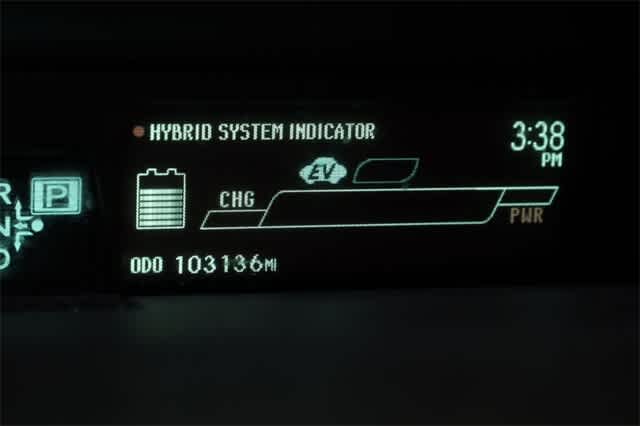 HYBRID SYSTEM INDICATOR
3:38
PM
EV
R
P
CHG
N
PWR
D
ODO 103136MI